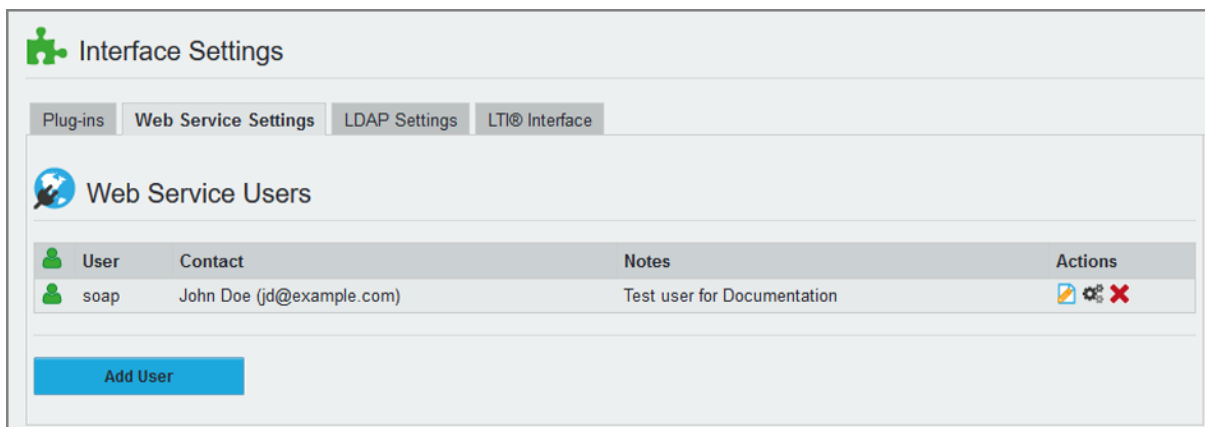 Interface Settings
Plug-ins Web Service Settings LDAP Settings LTI® Interface
Web Service Users
User Contact Notes Actions
soap John Doe (jd@example.com) Test user for Documentation
Add User